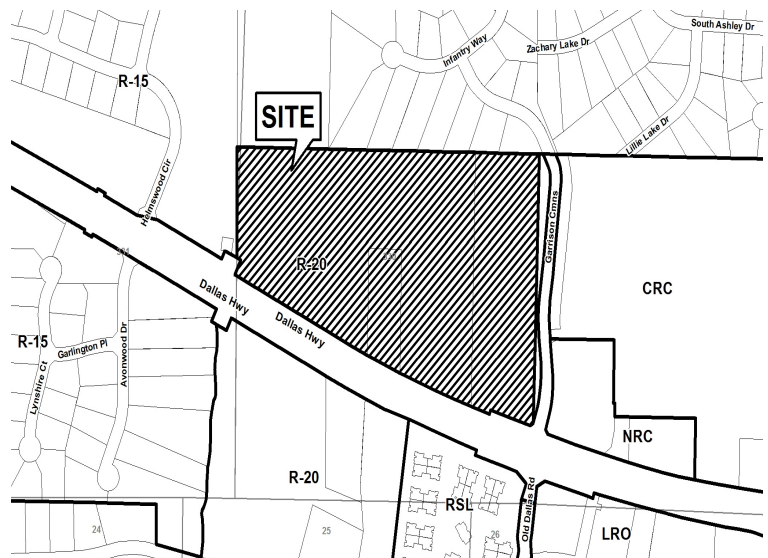 South Ashley Dr
Zachary Lake Dr
Infantry Way
R-15
SITE
Lillie Lake Dr
Helmswood Cir
Garrison Cmns
R-20
CRC
Dallas Hwy
Dallas Hwy
R-15
Garlington Pl
Avonwood Dr
Lynshire Ct
NRC
R-20
RSL
Old Dallas Rd
LRO
24
25
26